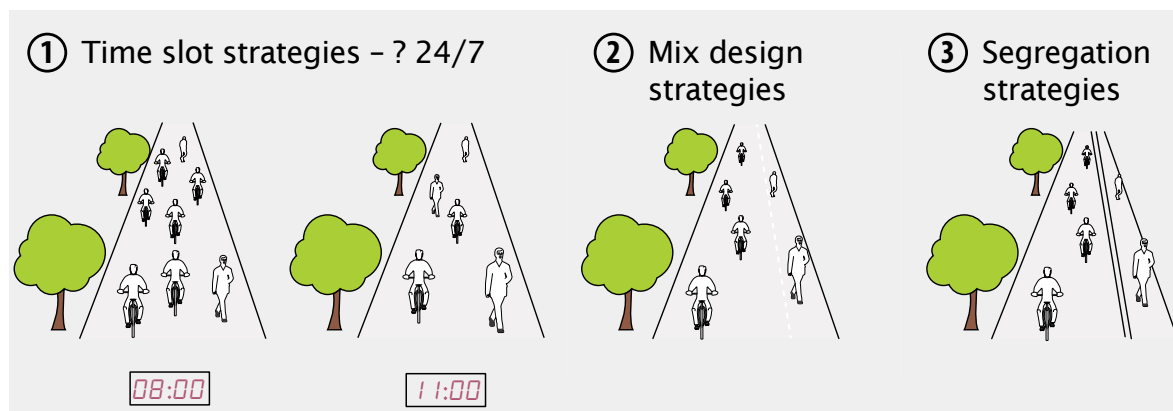 1 Time slot strategies – ? 24/7
2 Mix design
strategies
3 Segregation
strategies
08:00
11:00